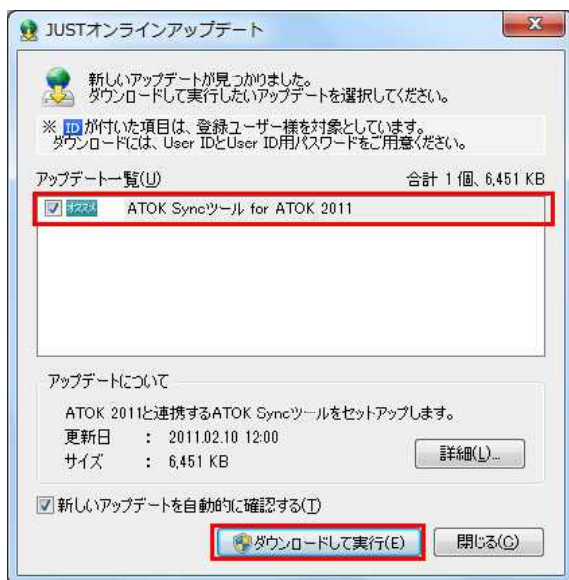 JUSTオンラインアップデート
新しいアップデートが見つかりました。
ダウンロードして実行したいアップデートを選択してください。
※ ID が付いた項目は、登録ユーザー様を対象としています。
ダウンロードには、User IDとUser ID用パスワードをご用意ください。
アップデート一覧(U) 合計 1 個、6,451 KB
オススメ ATOK Syncツール for ATOK 2011
アップデートについて
ATOK 2011と連携するATOK Syncツールをセットアップします。
更新日 : 2011.02.10 12:00
サイズ : 6,451 KB
詳細(L)...
新しいアップデートを自動的に確認する(T)
ダウンロードして実行(E) 閉じる(C)